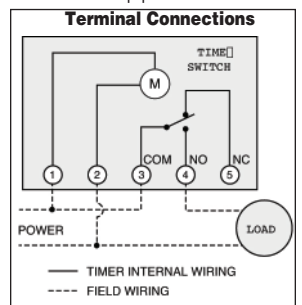 Terminal Connections
TIME
SWITCH
M
COM NO NC
1 2 3 4 5
POWER
LOAD
TIMER INTERNAL WIRING
FIELD WIRING